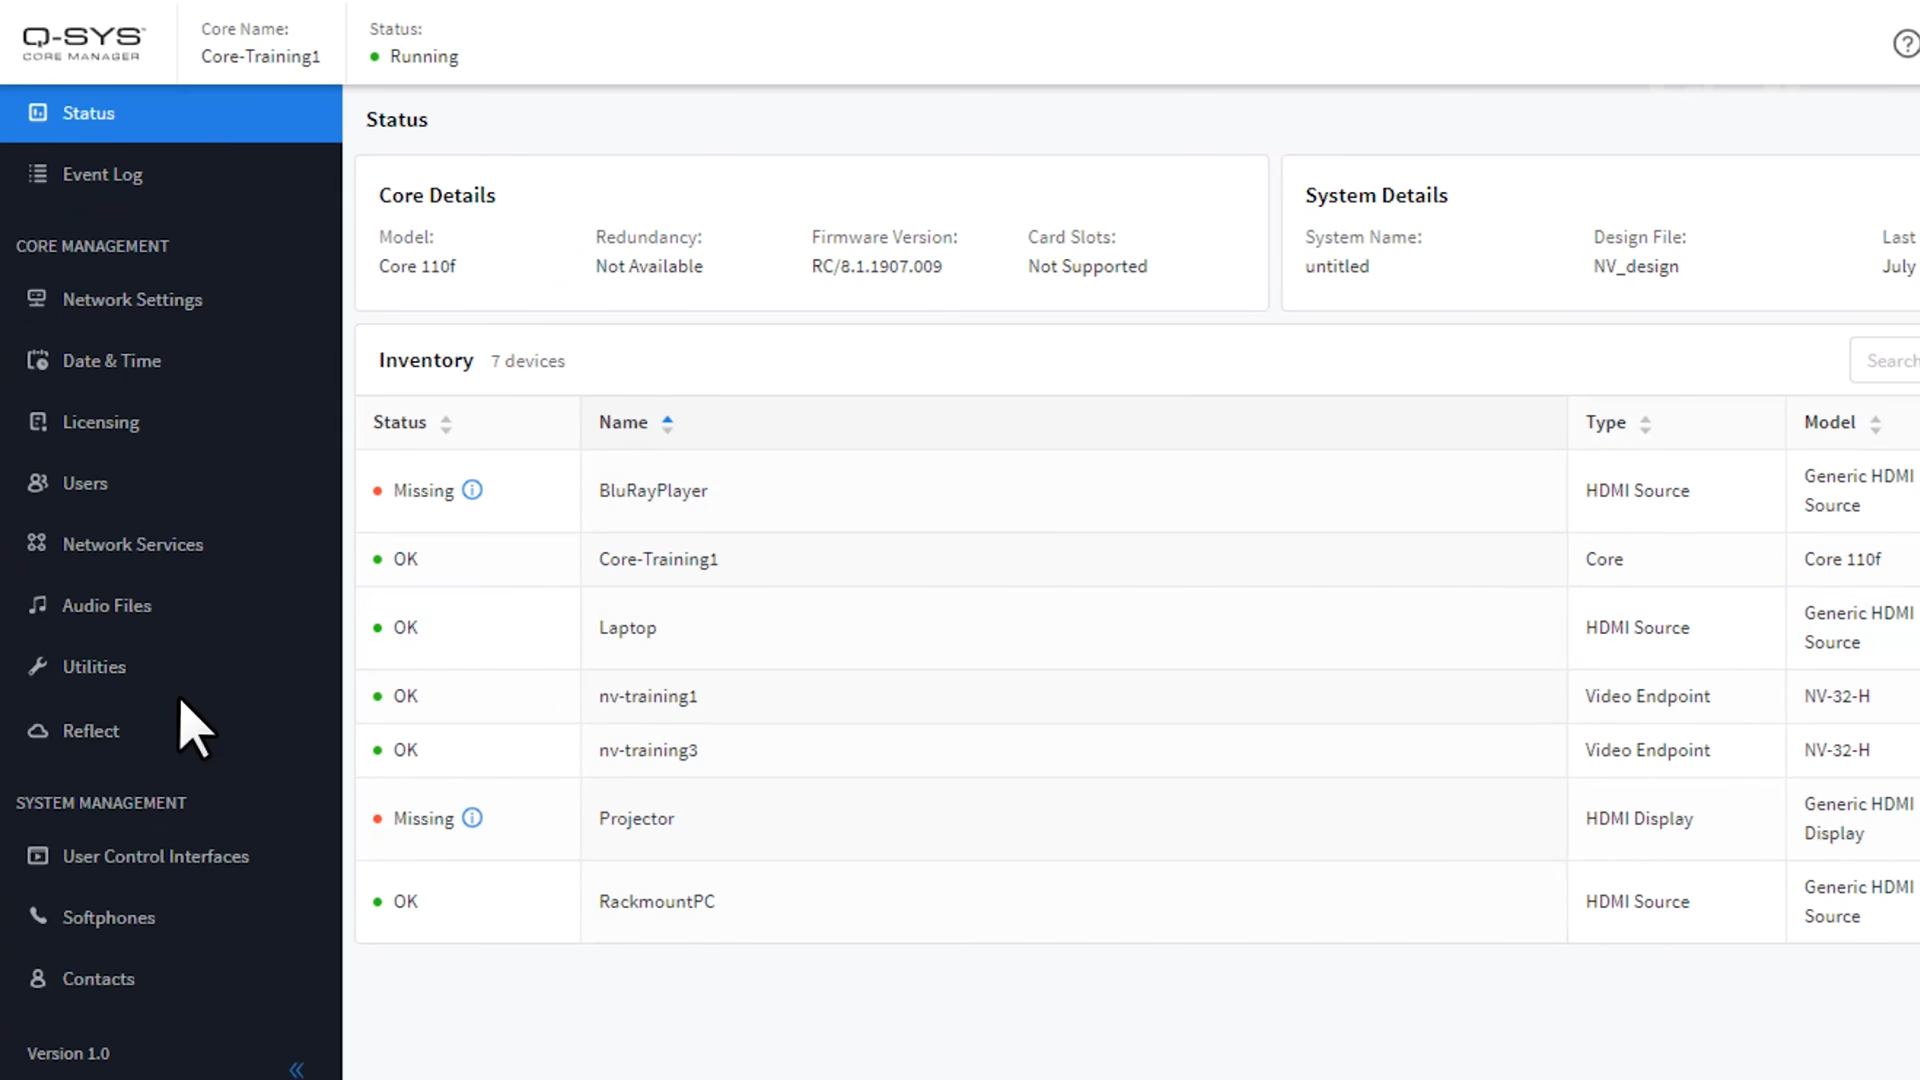 Q-SYS
CORE MANAGER
Core Name:
Core-Training1
Status:
Running
Status
Event Log
CORE MANAGEMENT
Network Settings
Date & Time
Licensing
Users
Network Services
Audio Files
Utilities
Reflect
SYSTEM MANAGEMENT
User Control Interfaces
Softphones
Contacts
Version 1.0
Status
Core Details
Model:
Core 110f
Redundancy:
Not Available
Firmware Version:
RC/8.1.1907.009
Card Slots:
Not Supported
System Details
System Name:
untitled
Design File:
NV_design
Last
July
Inventory 7 devices
Search
Status Name Type Model
Missing BluRayPlayer HDMI Source Generic HDMI
Source
OK Core-Training1 Core Core 110f
OK Laptop HDMI Source Generic HDMI
Source
OK nv-training1 Video Endpoint NV-32-H
OK nv-training3 Video Endpoint NV-32-H
Missing Projector HDMI Display Generic HDMI
Display
OK RackmountPC HDMI Source Generic HDMI
Source